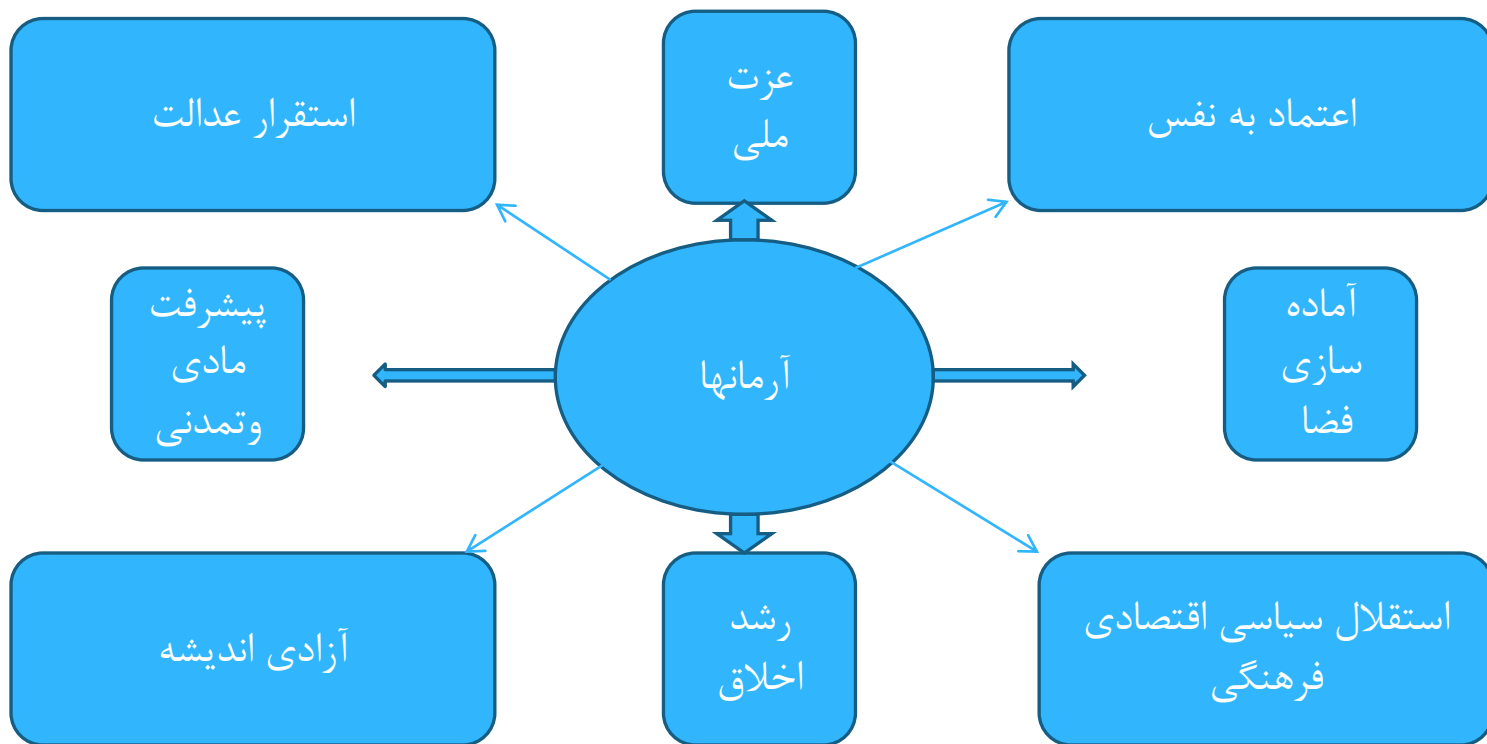 اعتماد به نفس
عزت
ملی
استقرار عدالت
آماده
سازی
فضا
آرمانها
پیشرفت
مادی
وتمدنی
استقلال سیاسی اقتصادی
فرهنگی
رشد
اخلاق
آزادی اندیشه